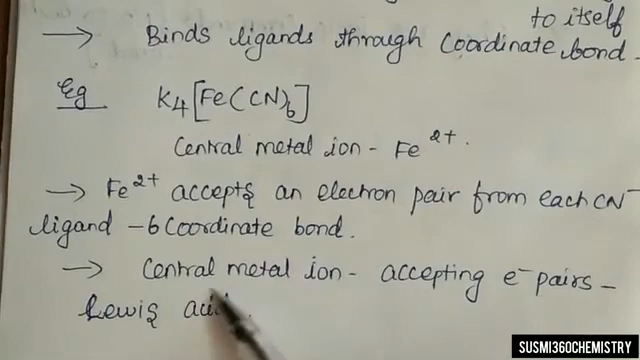 to itself
→ Binds ligands through Coordinate bond.
Eg K4[Fe(CN)6]
Central metal ion - Fe2+.
→ Fe2+ accepts an electron pair from each CN-
ligand - 6 Coordinate bond.
→ Central metal ion - accepting e- pairs -
Lewis
SUSMI360CHEMISTRY